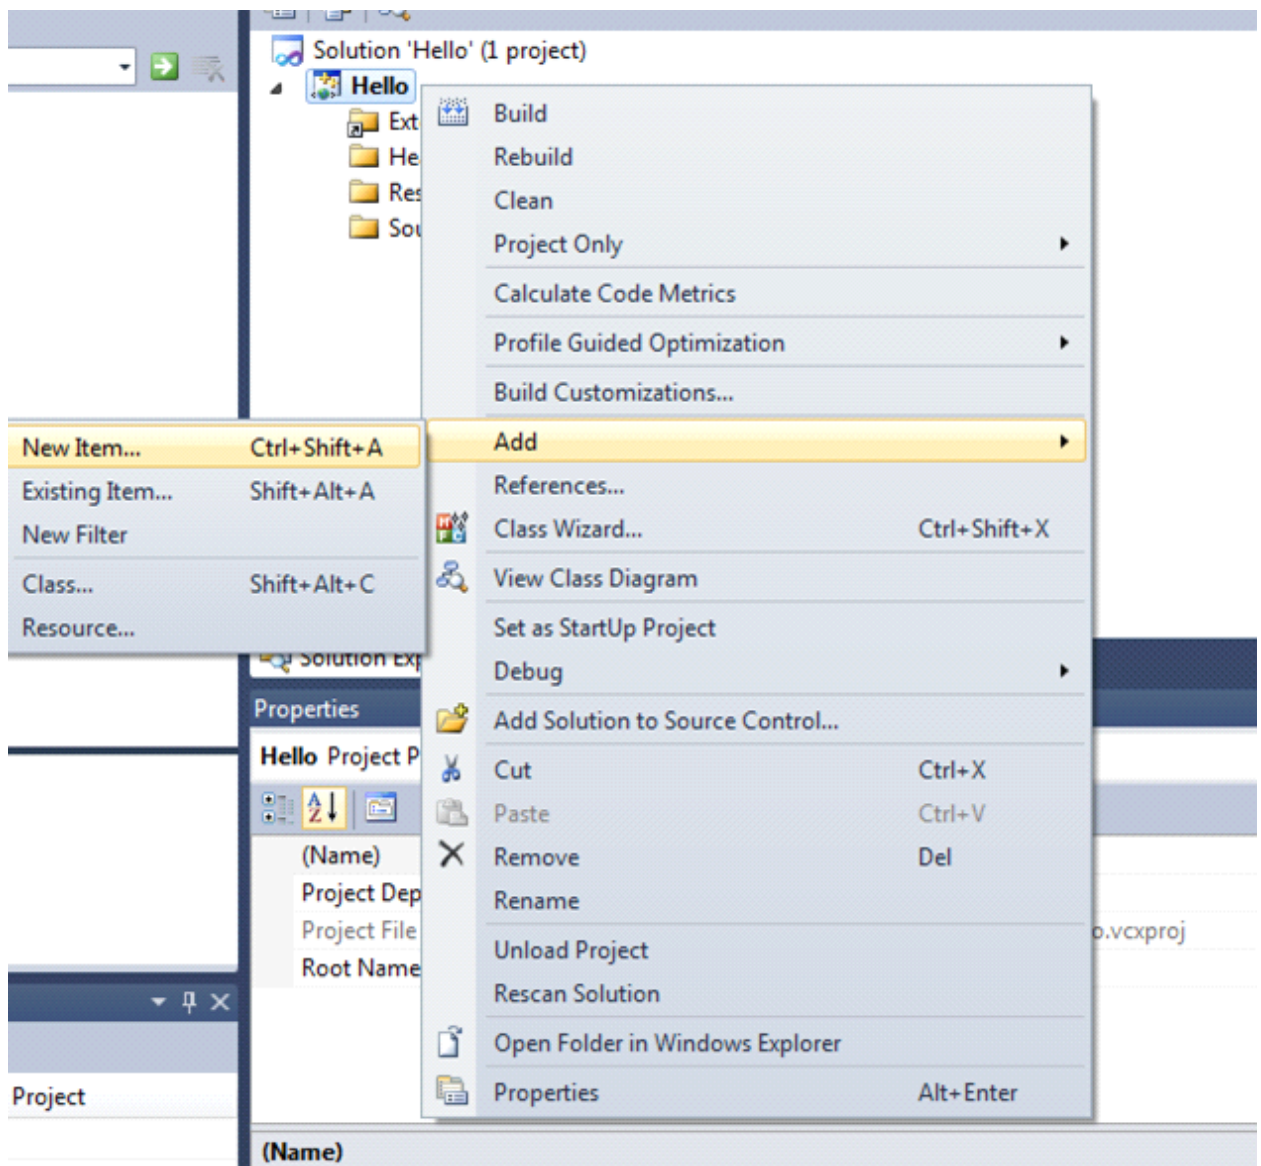 Solution 'Hello' (1 project)
Hello
Ext
He
Res
Sou
Build
Rebuild
Clean
Project Only
Calculate Code Metrics
Profile Guided Optimization
Build Customizations...
Add
References...
Class Wizard... Ctrl+Shift+X
View Class Diagram
Set as StartUp Project
Debug
Add Solution to Source Control...
Cut Ctrl+X
Paste Ctrl+V
Remove Del
Rename
Unload Project
Rescan Solution
Open Folder in Windows Explorer
Properties Alt+Enter
New Item... Ctrl+Shift+A
Existing Item... Shift+Alt+A
New Filter
Class... Shift+Alt+C
Resource...
Solution Exp
Properties
Hello Project P
(Name)
Project Dep
Project File o.vcxproj
Root Name
(Name)
Project